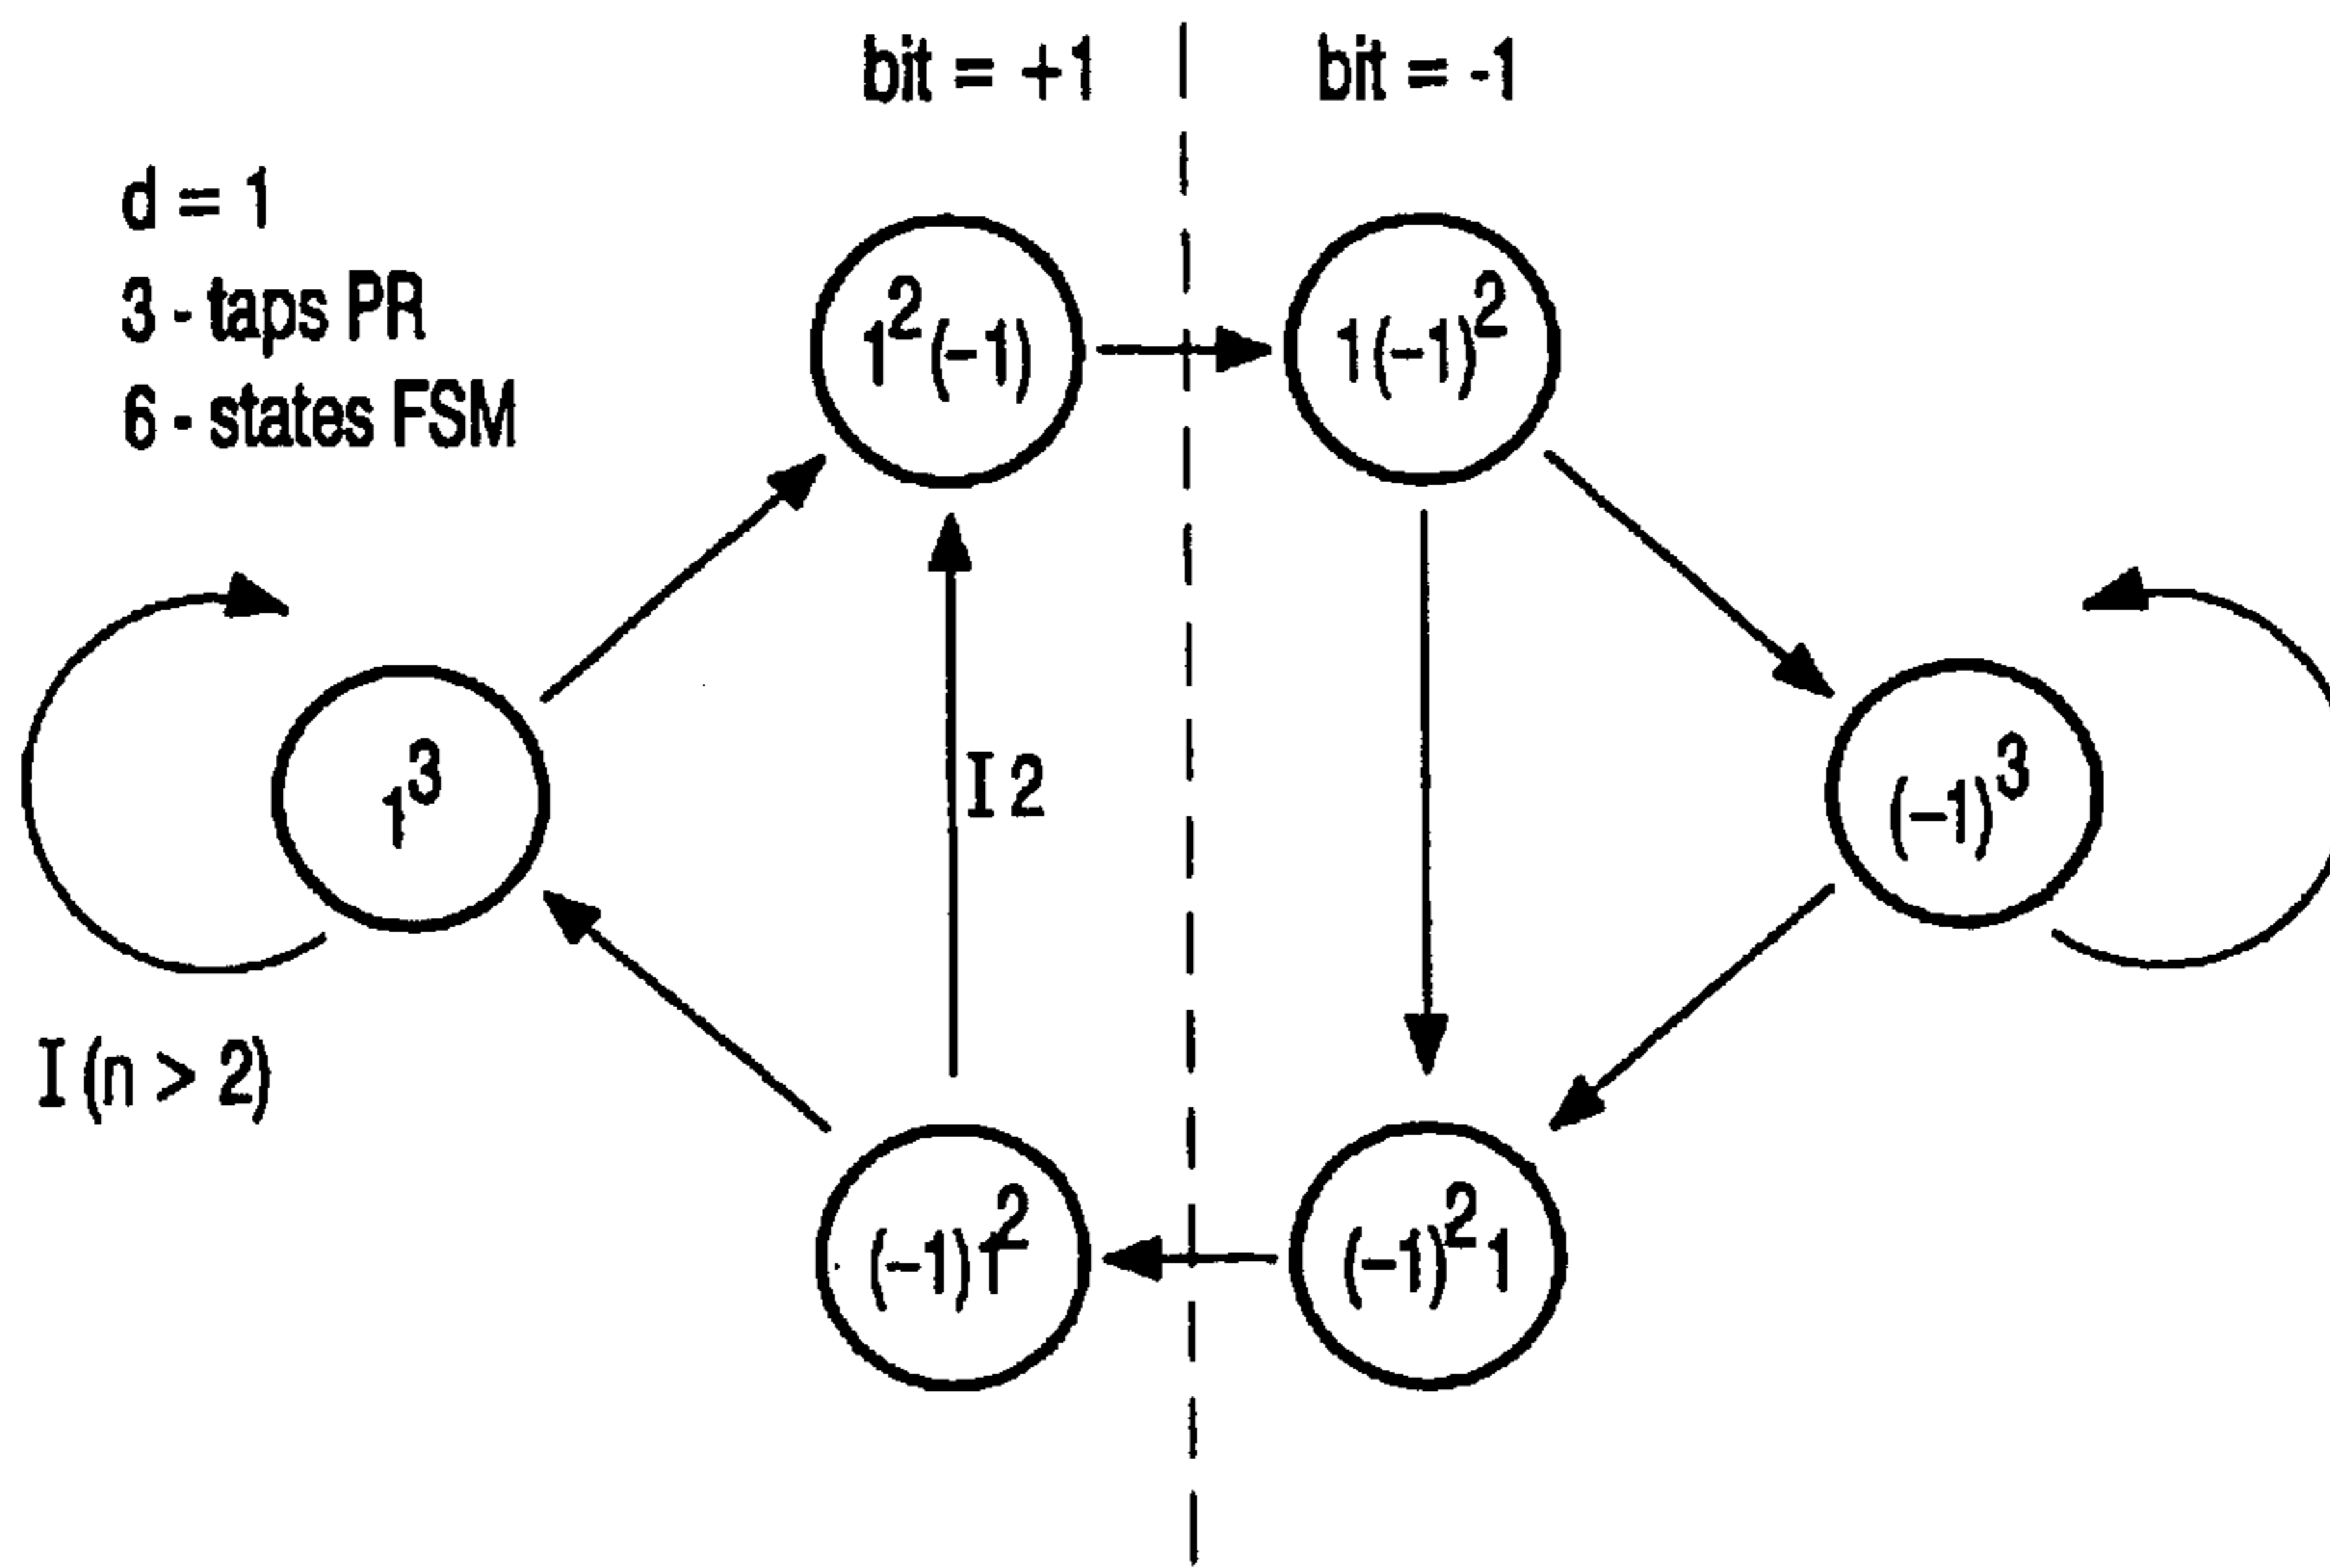 bit = +1
bit = -1
d = 1
3 - taps PR
6 - states FSM
1²(−1)
1(−1)²
1³
I2
(−1)³
I(n > 2)
(−1)1²
(−1)²1